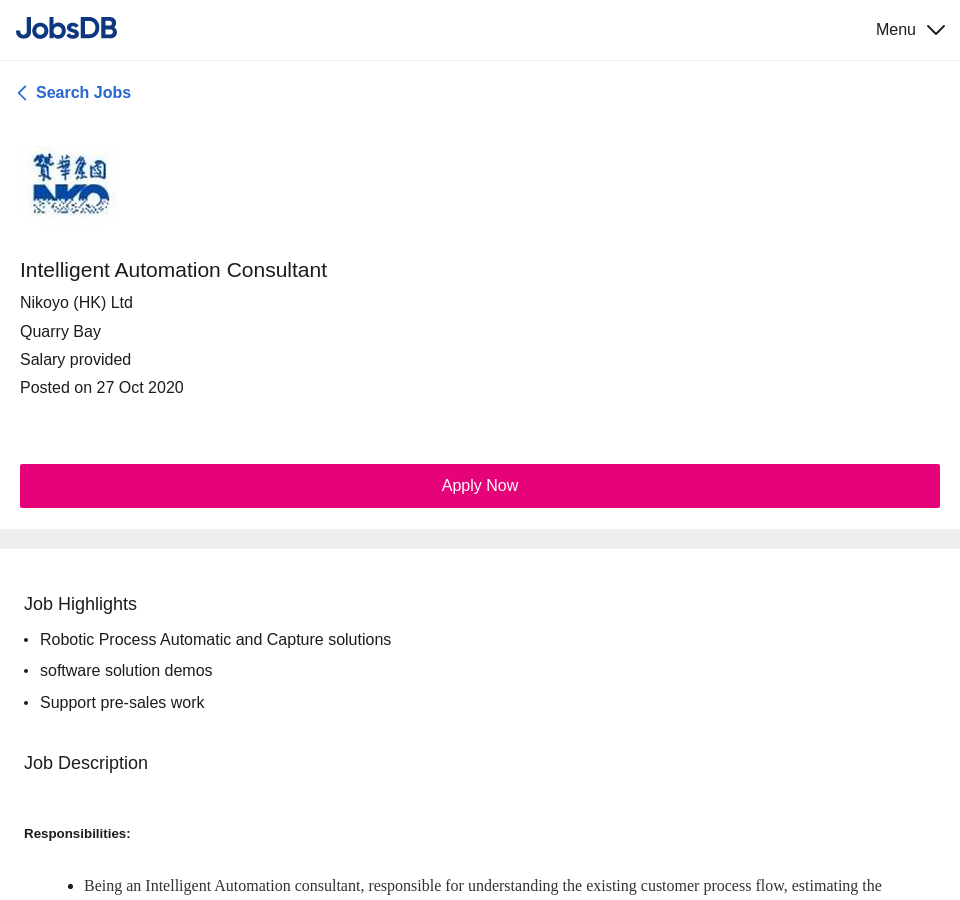 JobsDB
Menu
Search Jobs
贊華集團
NKO
Intelligent Automation Consultant
Nikoyo (HK) Ltd
Quarry Bay
Salary provided
Posted on 27 Oct 2020
Apply Now
Job Highlights
• Robotic Process Automatic and Capture solutions
• software solution demos
• Support pre-sales work
Job Description
Responsibilities:
• Being an Intelligent Automation consultant, responsible for understanding the existing customer process flow, estimating the